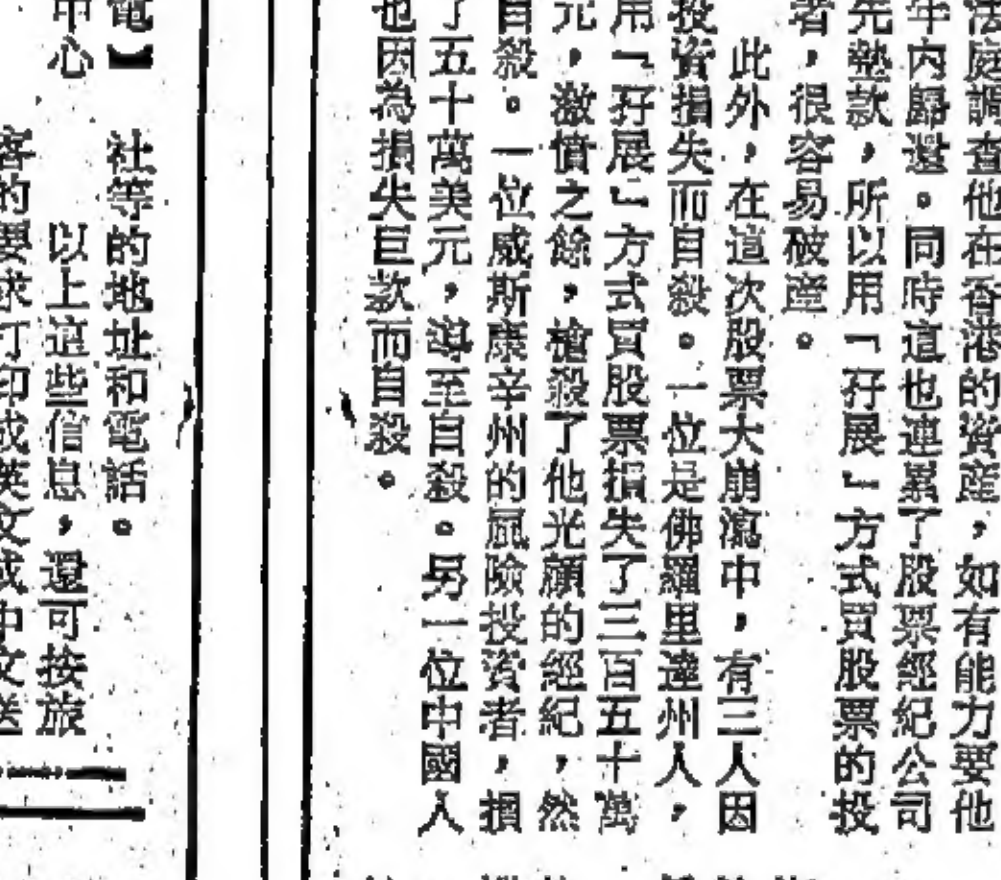 法庭調查他在香港的資產，如有能力要他
年内歸還。同時這也連累了股票經紀公司
先墊款，所以用「孖展」方式買股票的投
者，很容易破產。
此外，在這次股票大崩瀉中，有三人因
投資損失而自殺。一位是佛羅里達州人，
用「孖展」方式買股票損失了三百五十萬
元，激憤之餘，槍殺了他光顧的經紀，然
自殺。一位威斯康辛州的風險投資者，損
了五十萬美元，導至自殺。另一位中國人
也因為損失巨款而自殺。
電】
社等的地址和電話。
中心
以上這些信息，還可按旅
客的要求打印成英文或中文送